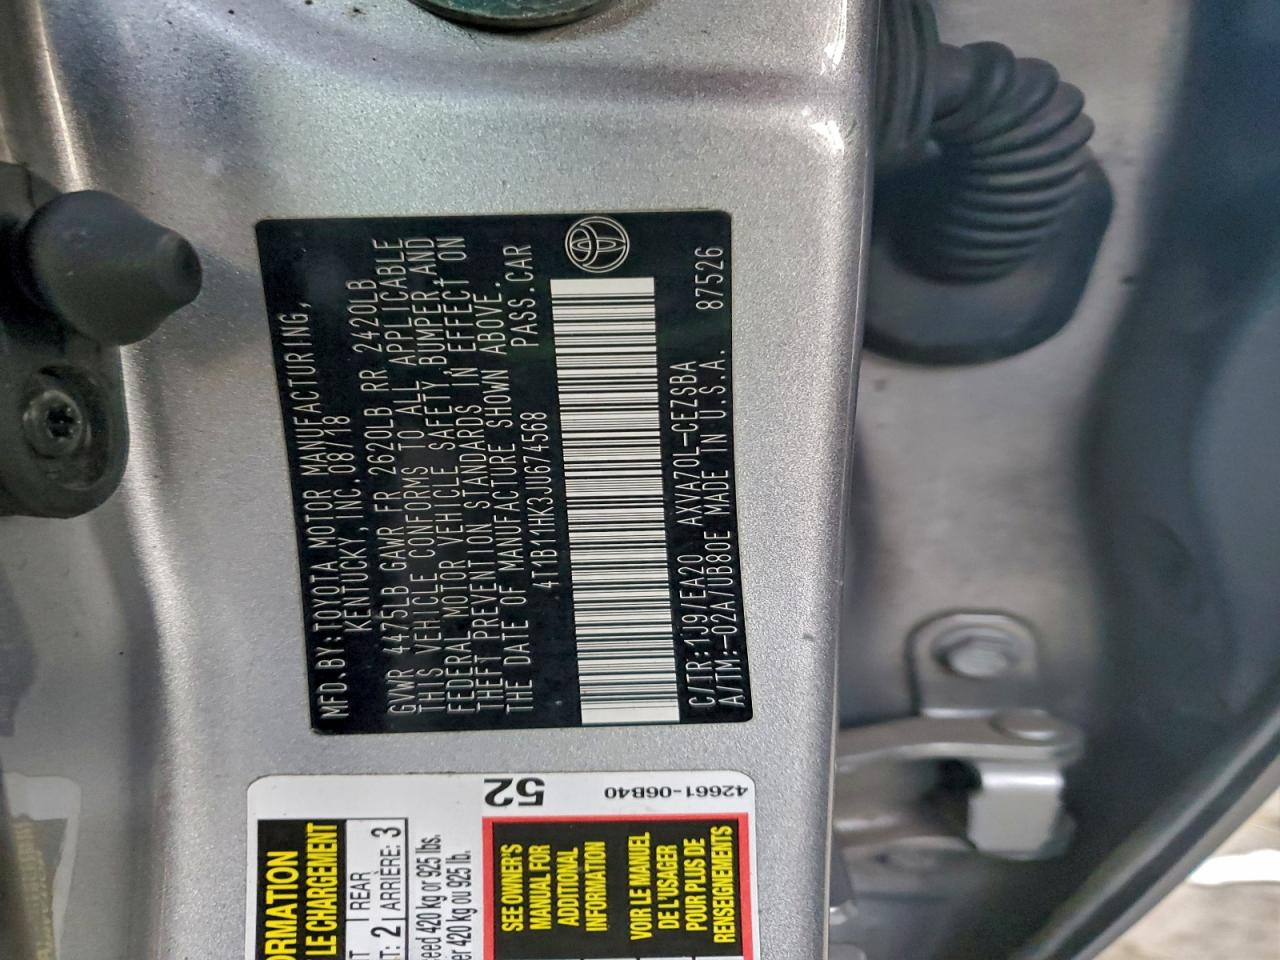 MFD.BY:TOYOTA MOTOR MANUFACTURING,
KENTUCKY, INC. 08/18
GVWR 4475LB GAWR FR 2620LB RR 2420LB
THIS VEHICLE CONFORMS TO ALL APPLICABLE
FEDERAL MOTOR VEHICLE SAFETY,BUMPER,AND
THEFT PREVENTION STANDARDS IN EFFECT ON
THE DATE OF MANUFACTURE SHOWN ABOVE.
4T1B11HK3JU674568 PASS.CAR
C/TR:1J9/EA20 AXVA70L-CEZSBA
A/TM:-02A/UB80E MADE IN U.S.A. 87526
52
42661-06B40
LE CHARGEMENT
REAR
2 ARRIÈRE: 3
420 kg or 925 lbs.
420 kg ou 925 lb.
SEE OWNER'S
MANUAL FOR
ADDITIONAL
INFORMATION
VOIR LE MANUEL
DE L'USAGER
POUR PLUS DE
RENSEIGNEMENTS